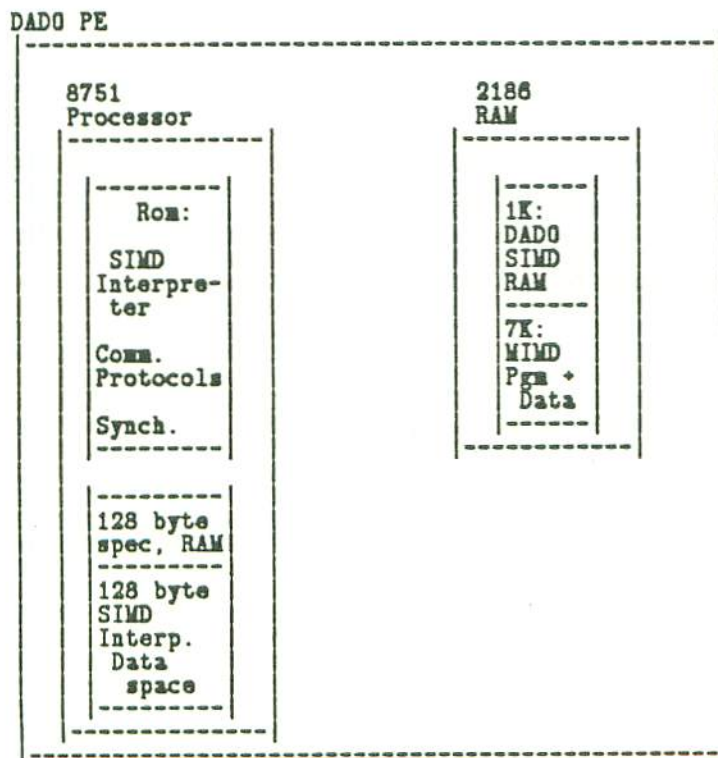 DADO PE
8751
Processor
Rom:
SIMD
Interpre-
ter
Comm.
Protocols
Synch.
128 byte
spec, RAM
128 byte
SIMD
Interp.
Data
space
2186
RAM
1K:
DADO
SIMD
RAM
7K:
MIMD
Pgm +
Data